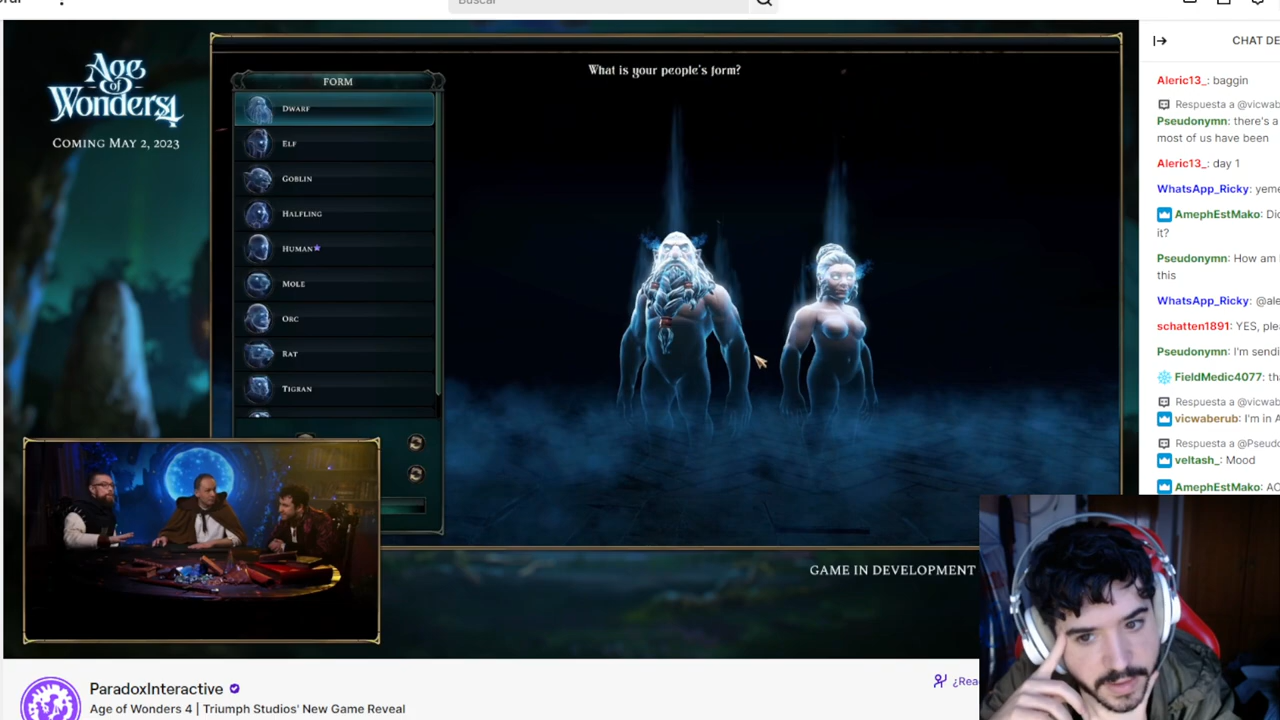 Buscar
Age of Wonders 4
COMING MAY 2, 2023
What is your people's form?
FORM
DWARF
ELF
GOBLIN
HALFLING
HUMAN
MOLE
ORC
RAT
TIGRAN
GAME IN DEVELOPMENT
ParadoxInteractive
Age of Wonders 4 | Triumph Studios' New Game Reveal
¿Rea
CHAT DE
Aleric13_: baggin
Respuesta a @vicwab
Pseudonymn: there's a
most of us have been
Aleric13_: day 1
WhatsApp_Ricky: yeme
AmephEstMako: Did
it?
Pseudonymn: How am I
this
WhatsApp_Ricky: @ale
schatten1891: YES, ple
Pseudonymn: I'm sendi
FieldMedic4077: th
Respuesta a @vicwab
vicwaberub: I'm in A
Respuesta a @Pseudo
veltash_: Mood
AmephEstMako: AO